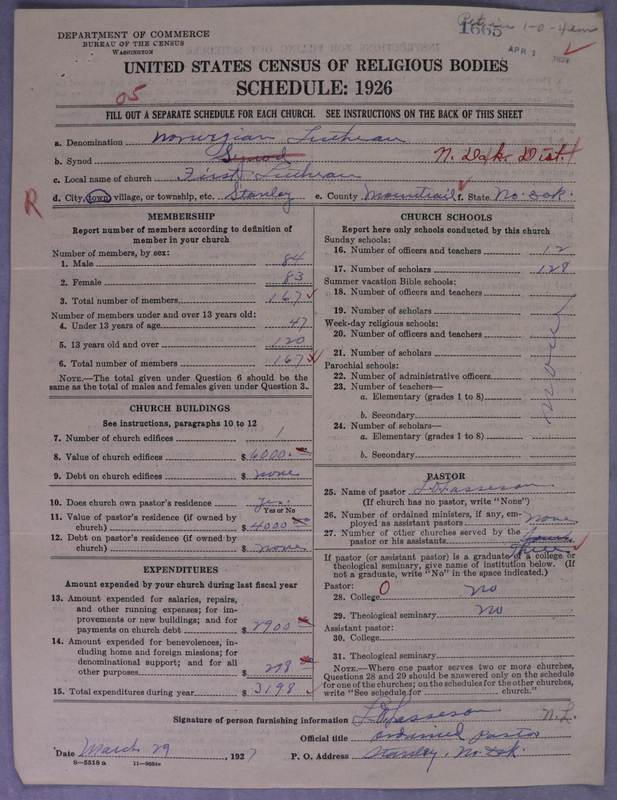 DEPARTMENT OF COMMERCE
BUREAU OF THE CENSUS
WASHINGTON
1665
1-0-4
APR 1
UNITED STATES CENSUS OF RELIGIOUS BODIES
SCHEDULE: 1926
05
FILL OUT A SEPARATE SCHEDULE FOR EACH CHURCH. SEE INSTRUCTIONS ON THE BACK OF THIS SHEET
a. Denomination Norwegian Lutheran
b. Synod Synod N. Dak. Dist.
c. Local name of church First Lutheran
R
d. City, town, village, or township, etc. Stanley e. County Mountrail f. State No. Dak.
MEMBERSHIP
Report number of members according to definition of member in your church
Number of members, by sex:
1. Male 84
2. Female 83
3. Total number of members 167
Number of members under and over 13 years old:
4. Under 13 years of age 47
5. 13 years old and over 120
6. Total number of members 167
NOTE.—The total given under Question 6 should be the same as the total of males and females given under Question 3.
CHURCH BUILDINGS
See instructions, paragraphs 10 to 12
7. Number of church edifices 1
8. Value of church edifices $ 6000.
9. Debt on church edifices $ none
10. Does church own pastor's residence Yes.
Yes or No
11. Value of pastor's residence (if owned by church) $ 4000
12. Debt on pastor's residence (if owned by church) $ none
EXPENDITURES
Amount expended by your church during last fiscal year
13. Amount expended for salaries, repairs, and other running expenses; for improvements or new buildings; and for payments on church debt $ 2900
14. Amount expended for benevolences, including home and foreign missions; for denominational support; and for all other purposes $ 298
15. Total expenditures during year $ 3198
CHURCH SCHOOLS
Report here only schools conducted by this church
Sunday schools:
16. Number of officers and teachers 12
17. Number of scholars 128
Summer vacation Bible schools:
18. Number of officers and teachers
19. Number of scholars
Week-day religious schools:
20. Number of officers and teachers
21. Number of scholars
Parochial schools:
22. Number of administrative officers
23. Number of teachers—
a. Elementary (grades 1 to 8)
b. Secondary
24. Number of scholars—
a. Elementary (grades 1 to 8)
b. Secondary
none
PASTOR
25. Name of pastor
(If church has no pastor, write "None")
26. Number of ordained ministers, if any, employed as assistant pastors none
27. Number of other churches served by the pastor or his assistants three
If pastor (or assistant pastor) is a graduate of a college or theological seminary, give name of institution below. (If not a graduate, write "No" in the space indicated.)
Pastor:
28. College 0 no
29. Theological seminary no
Assistant pastor:
30. College
31. Theological seminary
NOTE.—Where one pastor serves two or more churches, Questions 28 and 29 should be answered only on the schedule for one of the churches; on the schedules for the other churches, write "See schedule for church."
Signature of person furnishing information N.L.
Official title Ordained Pastor
Date March 29, 1927 P. O. Address Stanley, No. Dak.
8—5518 a 11—9584